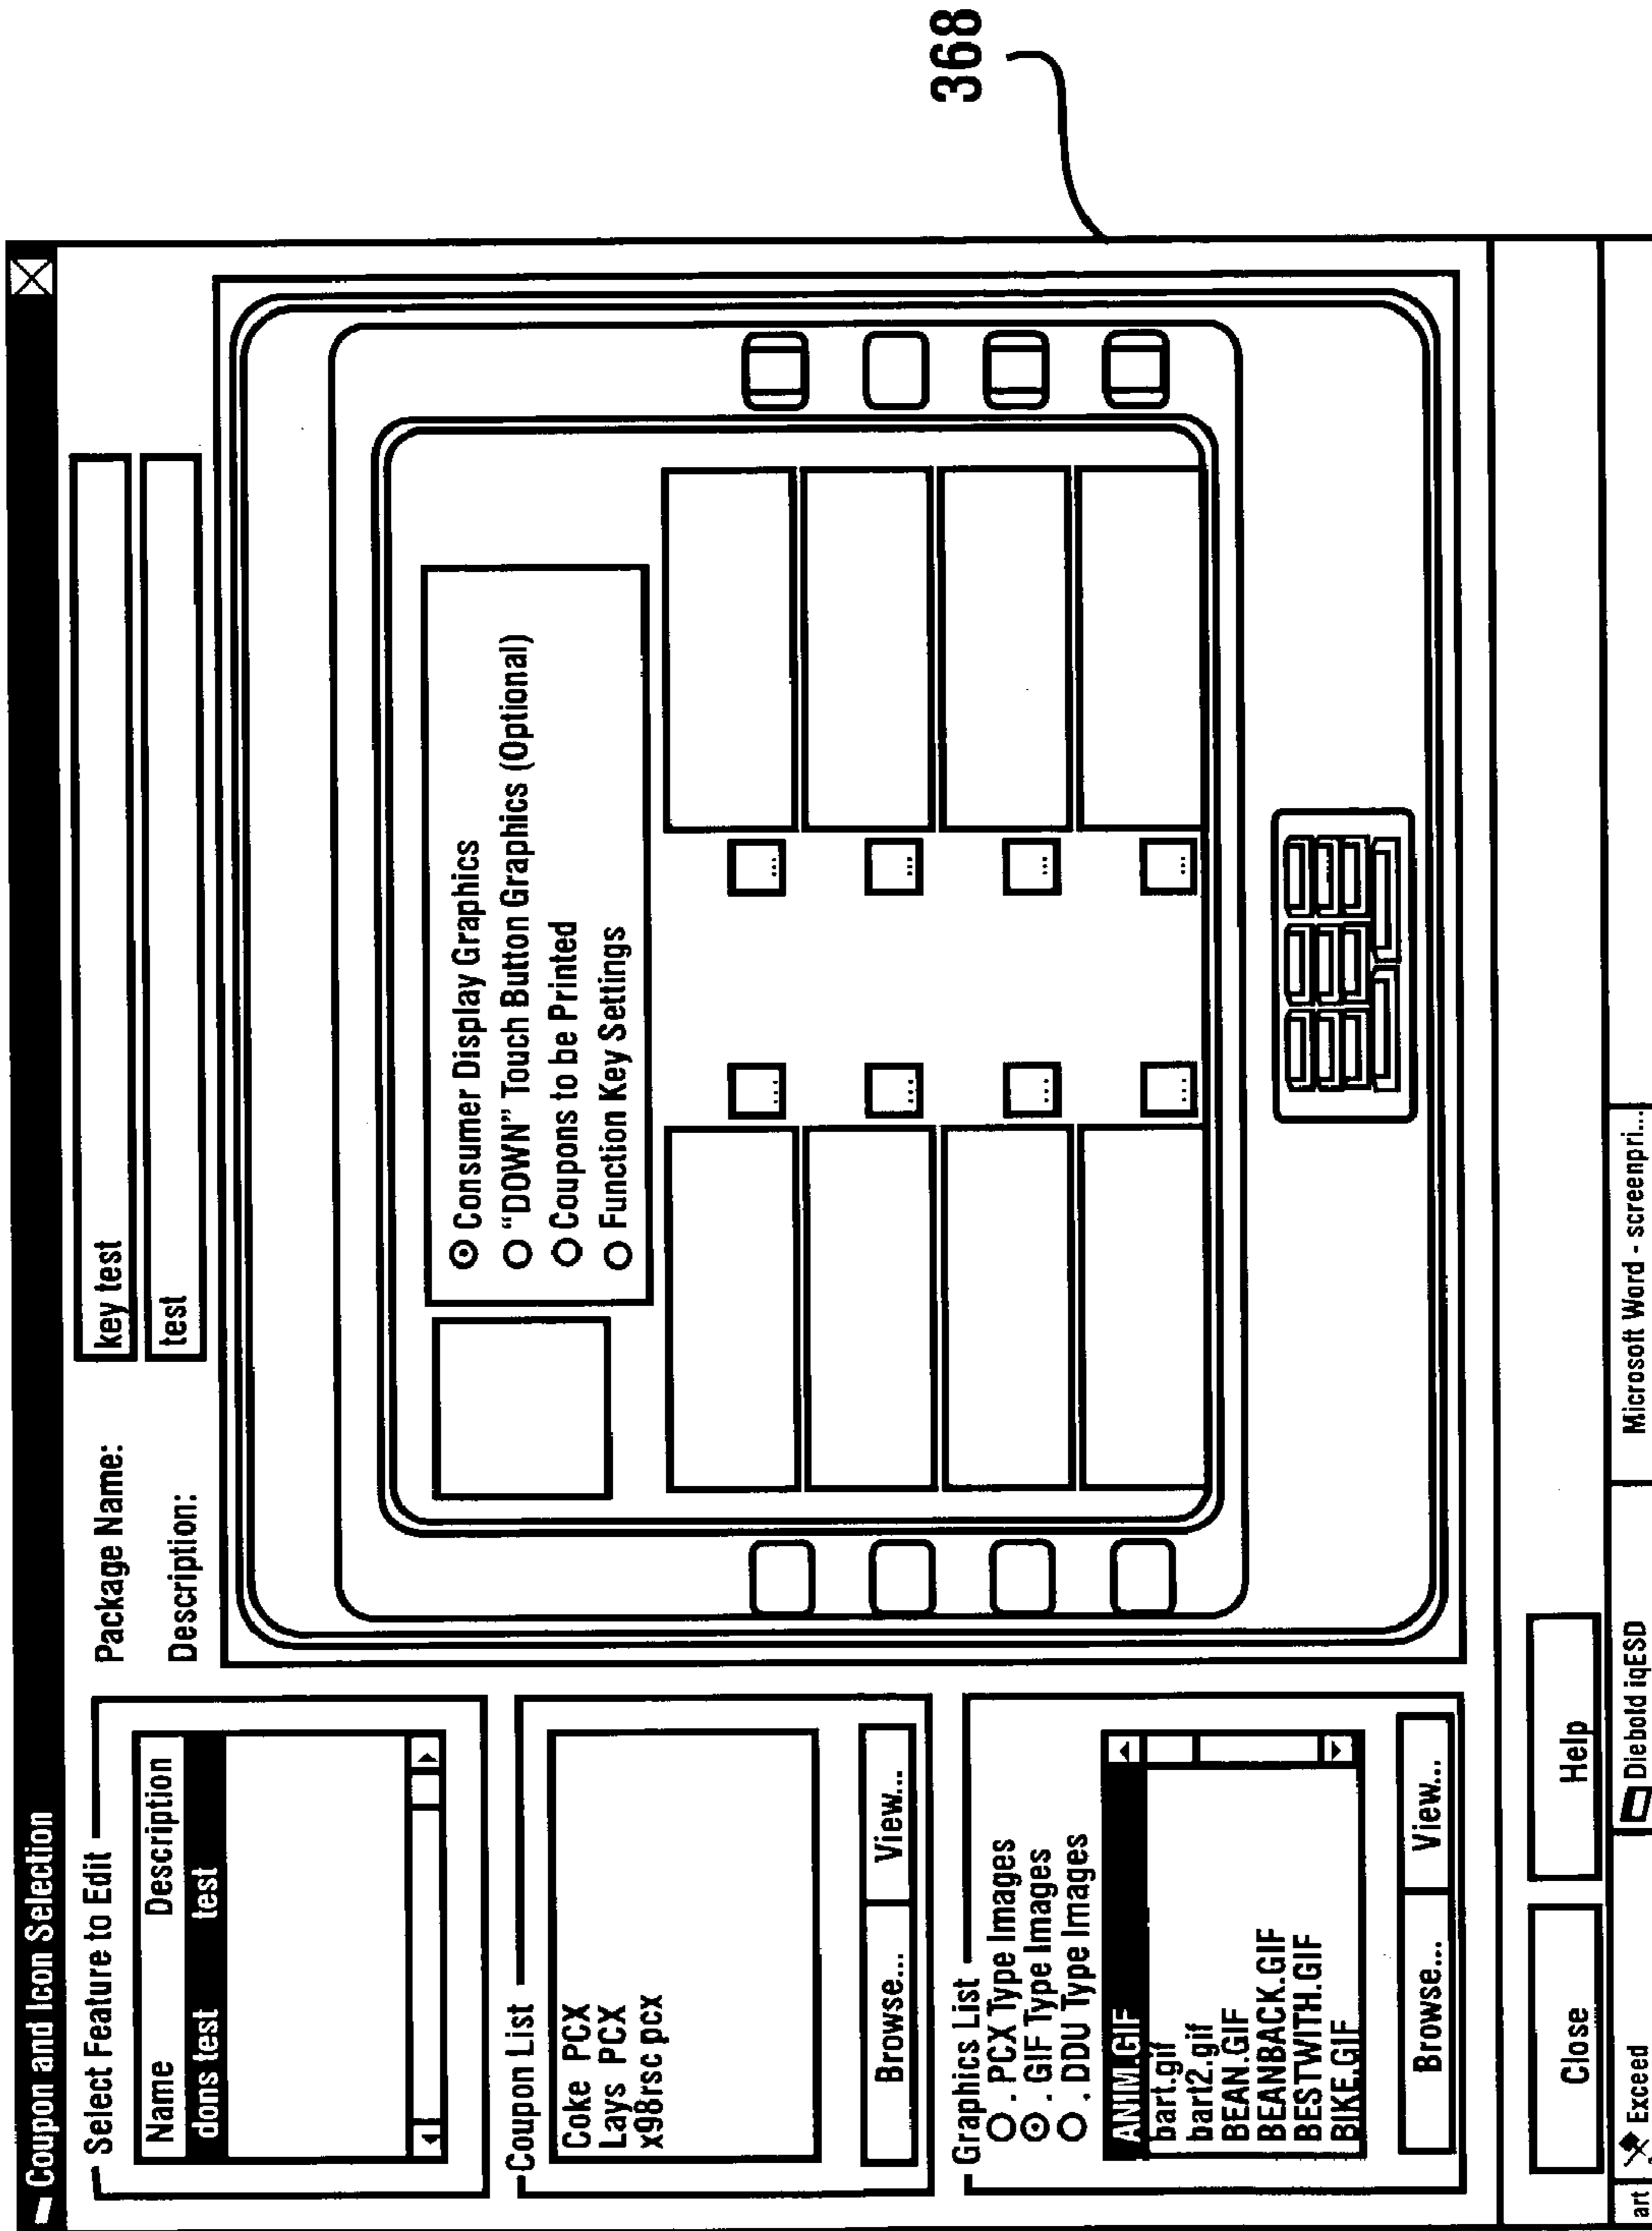 Coupon and Icon Selection
Select Feature to Edit
Name Description
dons test test
Coupon List
Coke PCX
Lays PCX
x98rsc pcx
Browse... View...
Graphics List
. PCX Type Images
. GIF Type Images
. DDU Type Images
ANIM.GIF
bart.gif
bart2.gif
BEAN.GIF
BEANBACK.GIF
BESTWITH.GIF
BIKE.GIF
Browse... View...
Package Name: key test
Description: test
Consumer Display Graphics
"DOWN" Touch Button Graphics (Optional)
Coupons to be Printed
Function Key Settings
... ...
... ...
... ...
... ...
Close Help
art Exceed Diebold iqESD Microsoft Word - screenpri...
368